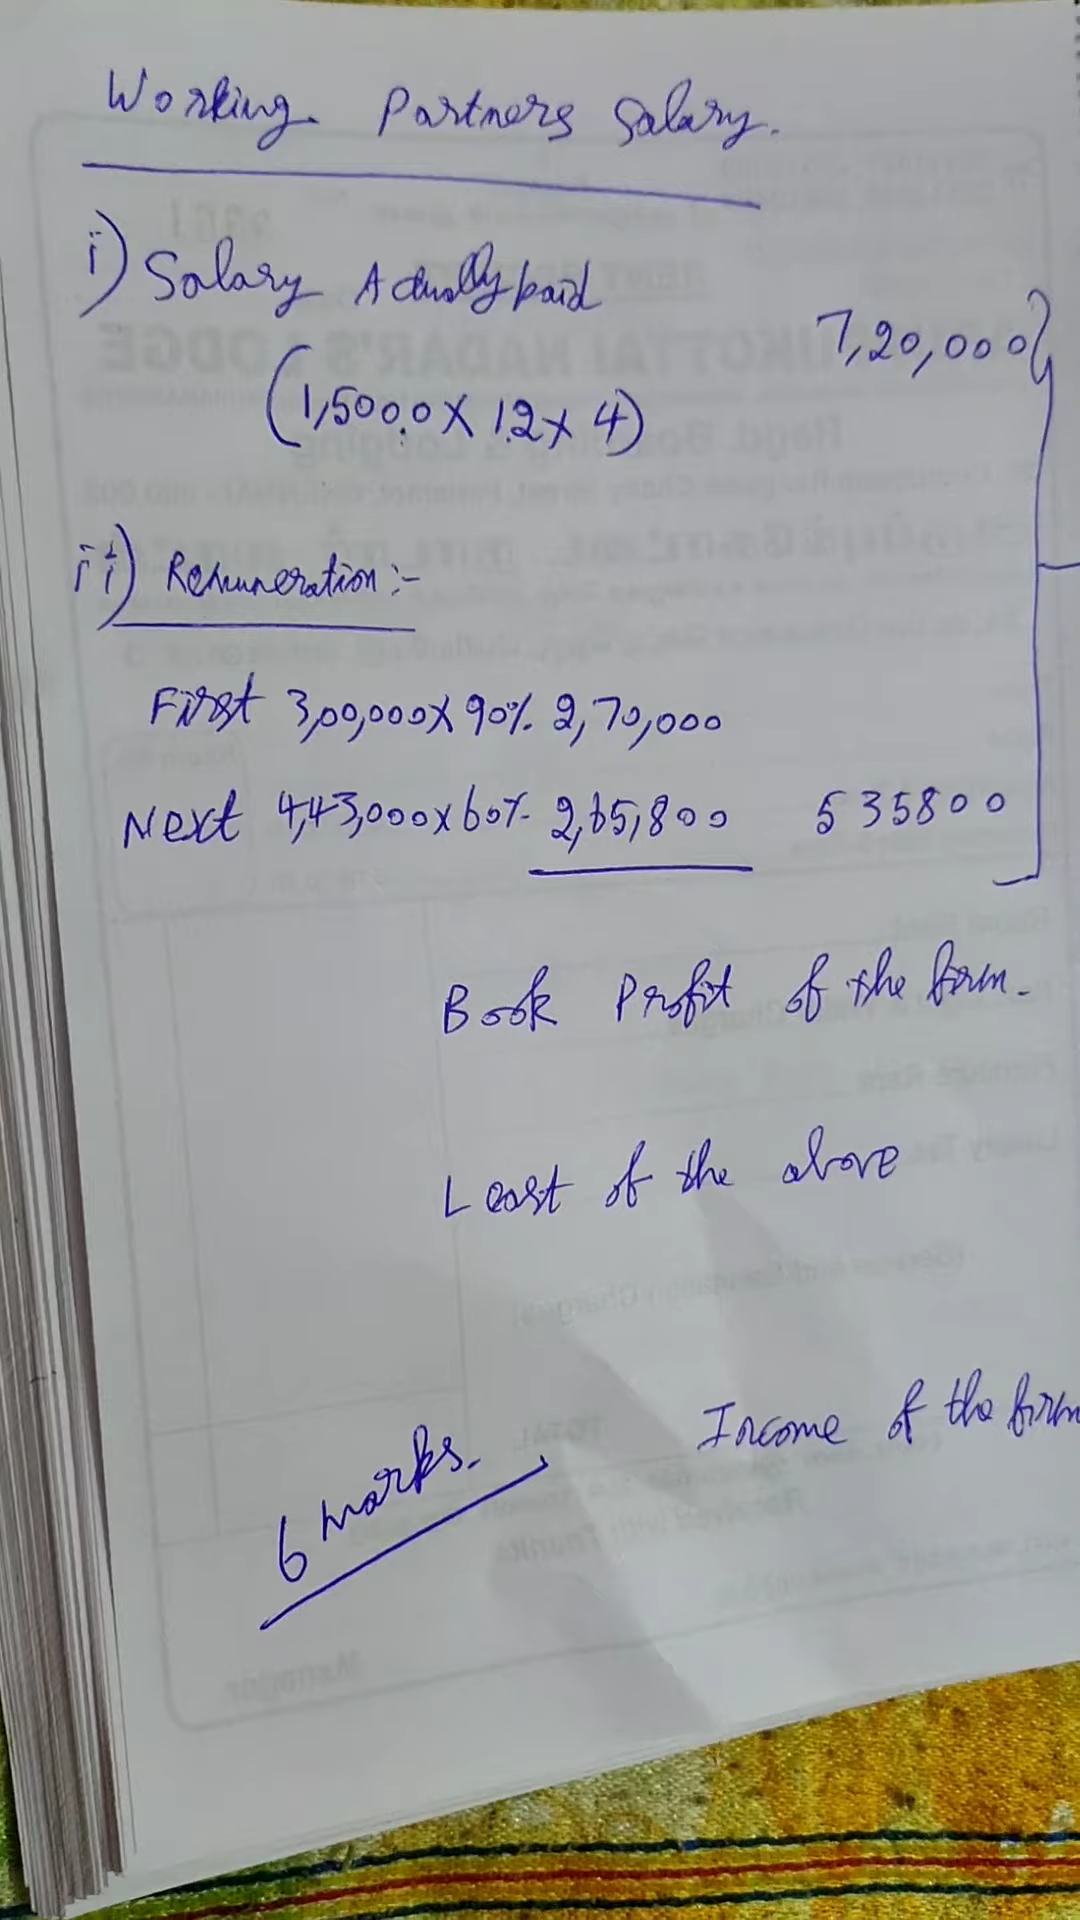 Working Partners Salary.
i) Salary Actually paid
7,20,000
(1,5000 x 12 x 4)
ii) Remuneration :-
First 3,00,000 x 90% 2,70,000
Next 4,43,000 x 60% 2,65,800 535800
Book Profit of the firm.
Least of the above
Income of the firm
6 marks.